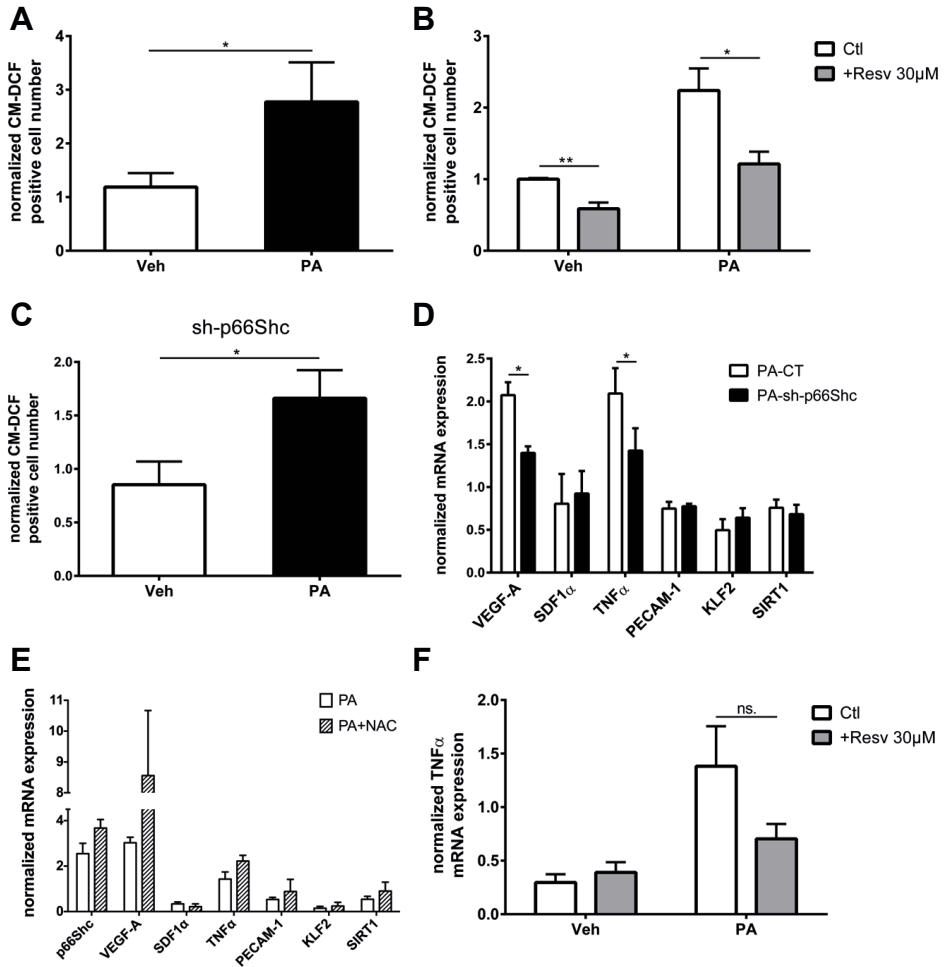 A
normalized CM-DCF
positive cell number
4
3
2
1
0
*
Veh
PA
B
normalized CM-DCF
positive cell number
3
2
1
0
**
*
Veh
PA
Ctl
+Resv 30µM
C
sh-p66Shc
normalized CM-DCF
positive cell number
2.0
1.5
1.0
0.5
0.0
*
Veh
PA
D
normalized mRNA expression
2.5
2.0
1.5
1.0
0.5
0.0
*
*
PA-CT
PA-sh-p66Shc
VEGF-A
SDF1α
TNFα
PECAM-1
KLF2
SIRT1
E
normalized mRNA expression
11
10
9
8
4
2
0
PA
PA+NAC
p66Shc
VEGF-A
SDF1α
TNFα
PECAM-1
KLF2
SIRT1
F
normalized TNFα
mRNA expression
2.0
1.5
1.0
0.5
0.0
ns.
Veh
PA
Ctl
+Resv 30µM